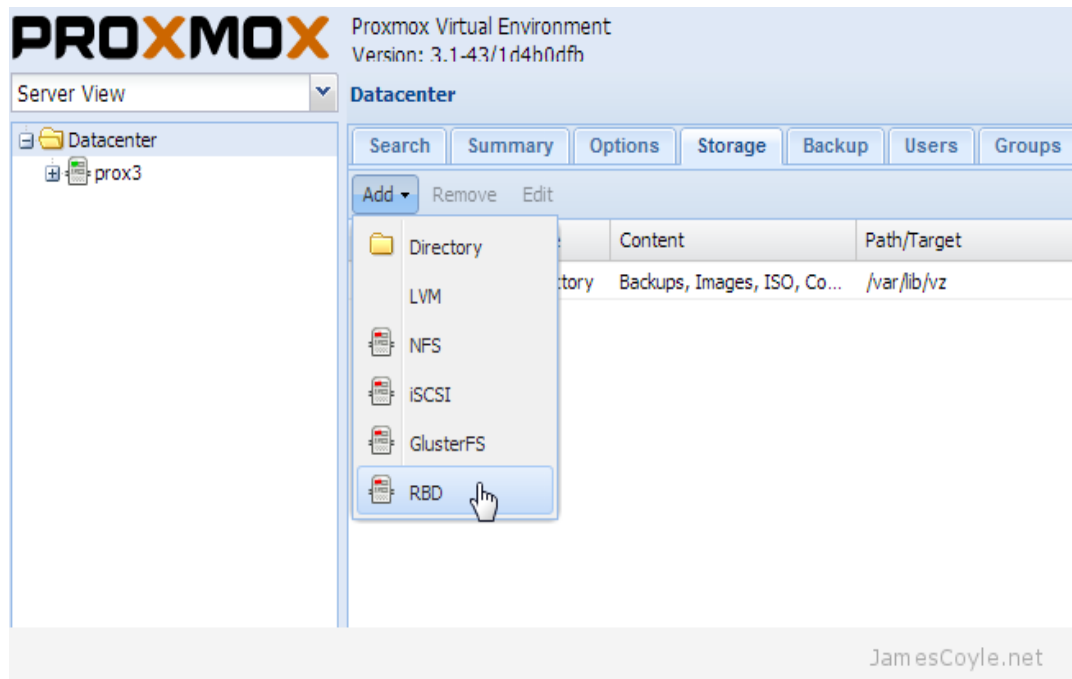 PROXMOX
Proxmox Virtual Environment
Version: 3.1-43/1d4b0dfb
Server View
Datacenter
Datacenter
prox3
Search Summary Options Storage Backup Users Groups
Add Remove Edit
Content Path/Target
Directory
tory Backups, Images, ISO, Co... /var/lib/vz
LVM
NFS
iSCSI
GlusterFS
RBD
JamesCoyle.net